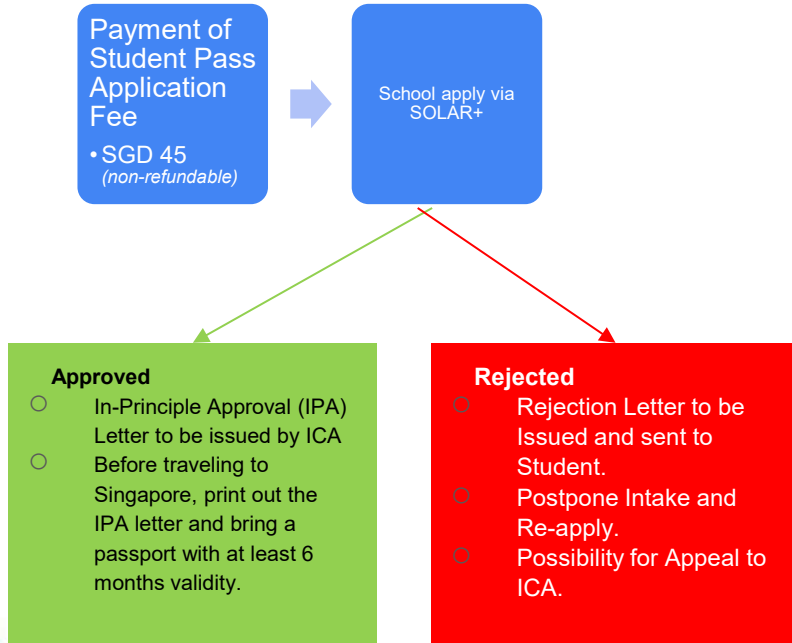 Payment of
Student Pass
Application
Fee
• SGD 45
(non-refundable)
School apply via
SOLAR+
Approved
○ In-Principle Approval (IPA)
Letter to be issued by ICA
○ Before traveling to
Singapore, print out the
IPA letter and bring a
passport with at least 6
months validity.
Rejected
○ Rejection Letter to be
Issued and sent to
Student.
○ Postpone Intake and
Re-apply.
○ Possibility for Appeal to
ICA.